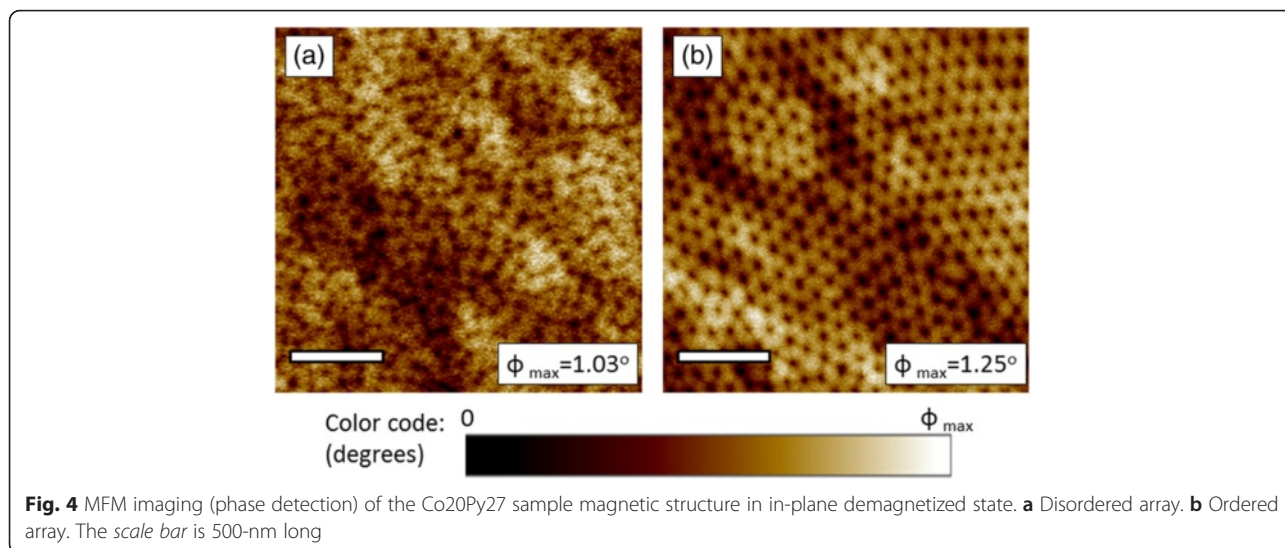 (a)
(b)
ϕ max=1.03°
ϕ max=1.25°
Color code:
(degrees)
0
ϕ max
Fig. 4 MFM imaging (phase detection) of the Co20Py27 sample magnetic structure in in-plane demagnetized state. a Disordered array. b Ordered
array. The scale bar is 500-nm long